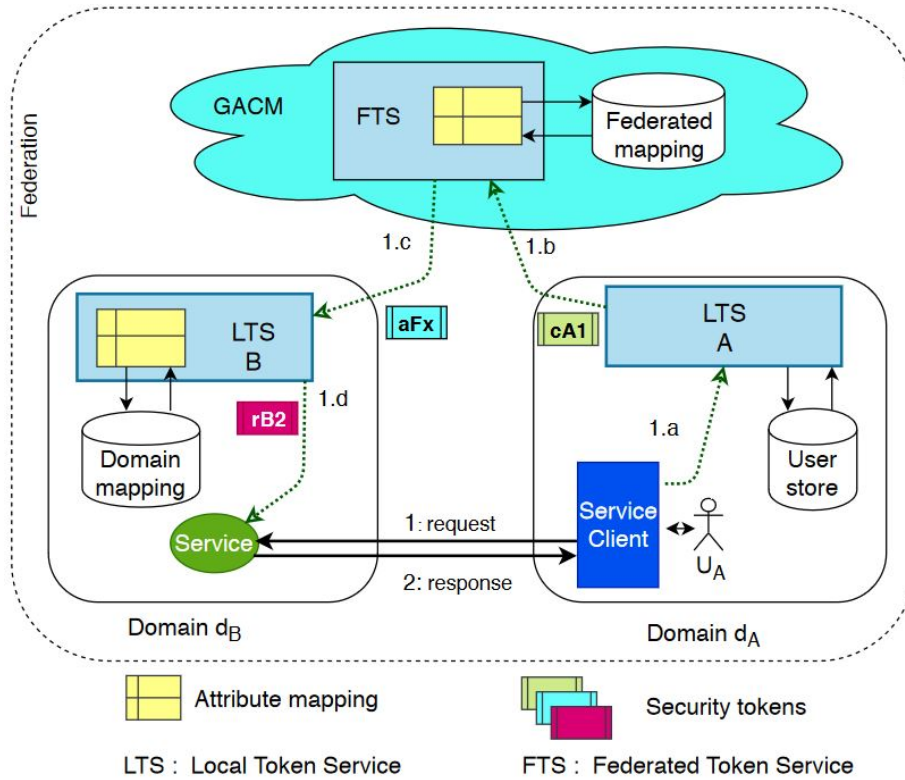 GACM
FTS
Federated
mapping
Federation
1.c
1.b
LTS
B
aFx
cA1
LTS
A
rB2
1.d
1.a
Domain
mapping
User
store
Service
1: request
Service
Client
2: response
UA
Domain dB
Domain dA
Attribute mapping
Security tokens
LTS : Local Token Service
FTS : Federated Token Service